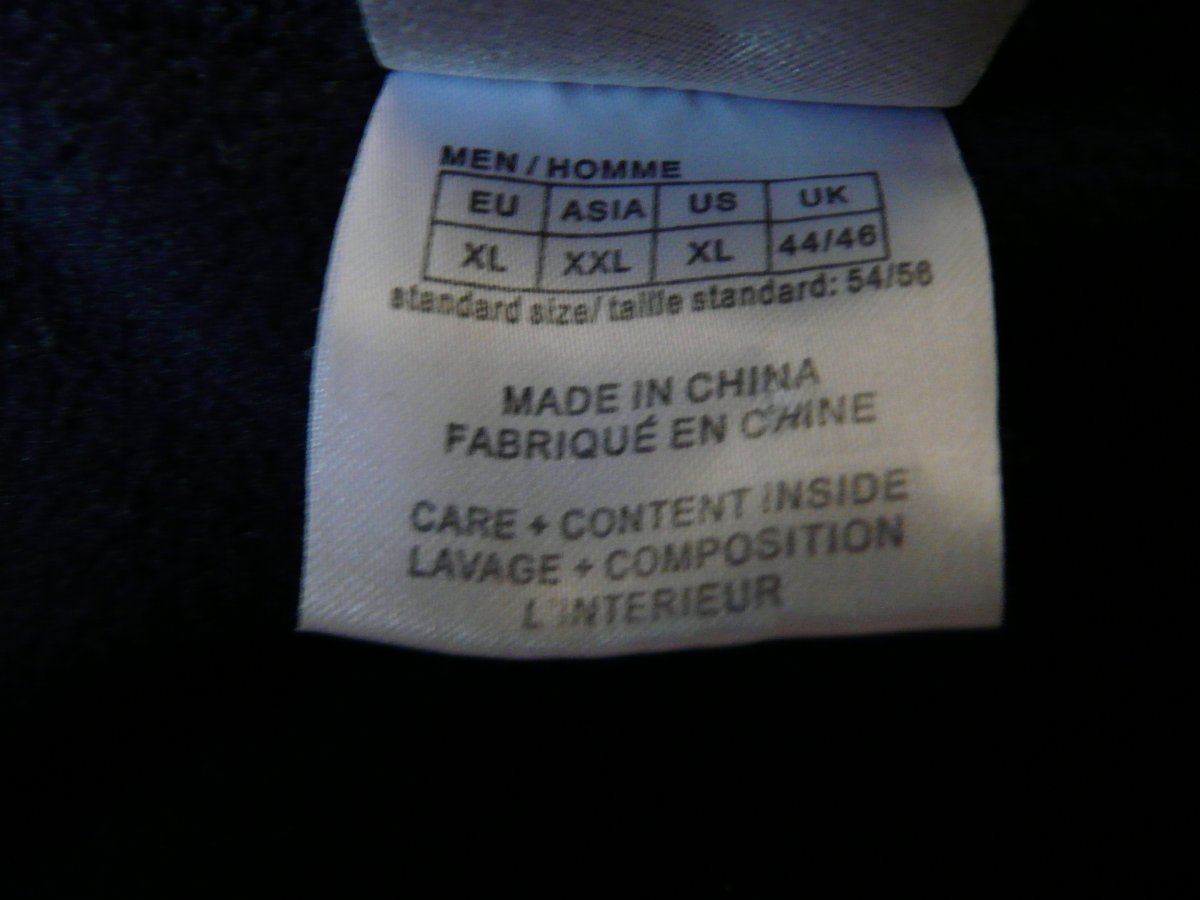 MEN / HOMME
EU ASIA US UK
XL XXL XL 44/46
standard size/ taille standard: 54/56
MADE IN CHINA
FABRIQUÉ EN CHINE
CARE + CONTENT INSIDE
LAVAGE + COMPOSITION
L'INTERIEUR